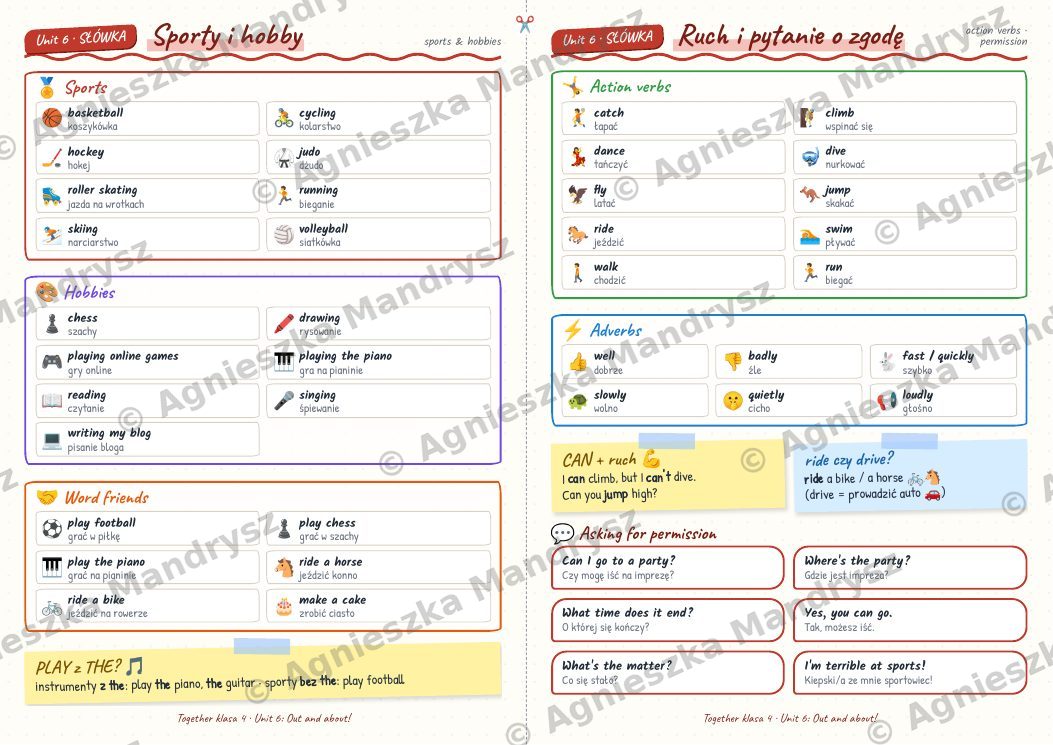 Unit 6 · SŁÓWKA
Sporty i hobby
sports & hobbies
Sports
basketball
koszykówka
cycling
kolarstwo
hockey
hokej
judo
dżudo
roller skating
jazda na wrotkach
running
bieganie
skiing
narciarstwo
volleyball
siatkówka
Hobbies
chess
szachy
drawing
rysowanie
playing online games
gry online
playing the piano
gra na pianinie
reading
czytanie
singing
śpiewanie
writing my blog
pisanie bloga
Word friends
play football
grać w piłkę
play chess
grać w szachy
play the piano
grać na pianinie
ride a horse
jeździć konno
ride a bike
jeździć na rowerze
make a cake
zrobić ciasto
PLAY z THE?
instrumenty z the: play the piano, the guitar · sporty bez the: play football
Together klasa 4 · Unit 6: Out and about!
Unit 6 · SŁÓWKA
Ruch i pytanie o zgodę
action verbs ·
permission
Action verbs
catch
łapać
climb
wspinać się
dance
tańczyć
dive
nurkować
fly
latać
jump
skakać
ride
jeździć
swim
pływać
walk
chodzić
run
biegać
Adverbs
well
dobrze
badly
źle
fast / quickly
szybko
slowly
wolno
quietly
cicho
loudly
głośno
CAN + ruch
I can climb, but I can't dive.
Can you jump high?
ride czy drive?
ride a bike / a horse
(drive = prowadzić auto )
Asking for permission
Can I go to a party?
Czy mogę iść na imprezę?
Where's the party?
Gdzie jest impreza?
What time does it end?
O której się kończy?
Yes, you can go.
Tak, możesz iść.
What's the matter?
Co się stało?
I'm terrible at sports!
Kiepski/a ze mnie sportowiec!
Together klasa 4 · Unit 6: Out and about!
© Agnieszka Mandrysz